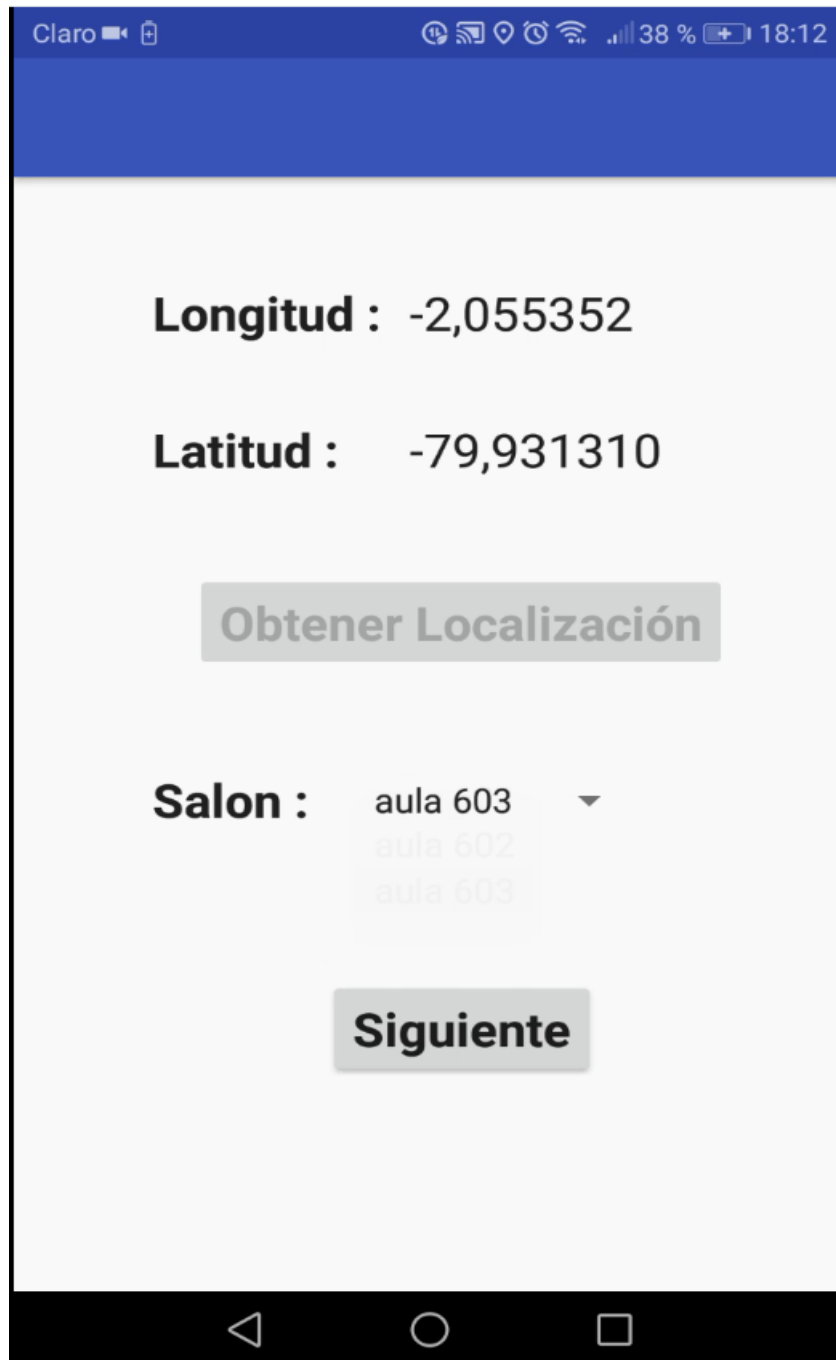 Claro 38 % 18:12
Longitud : -2,055352
Latitud : -79,931310
Obtener Localización
Salon : aula 603
aula 602
aula 603
Siguiente